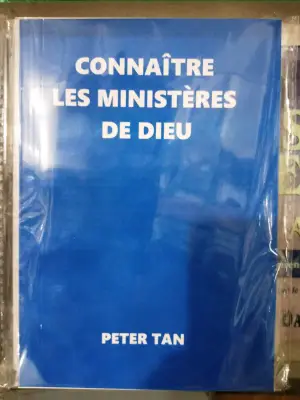 CONNAÎTRE
LES MINISTÈRES
DE DIEU
PETER TAN